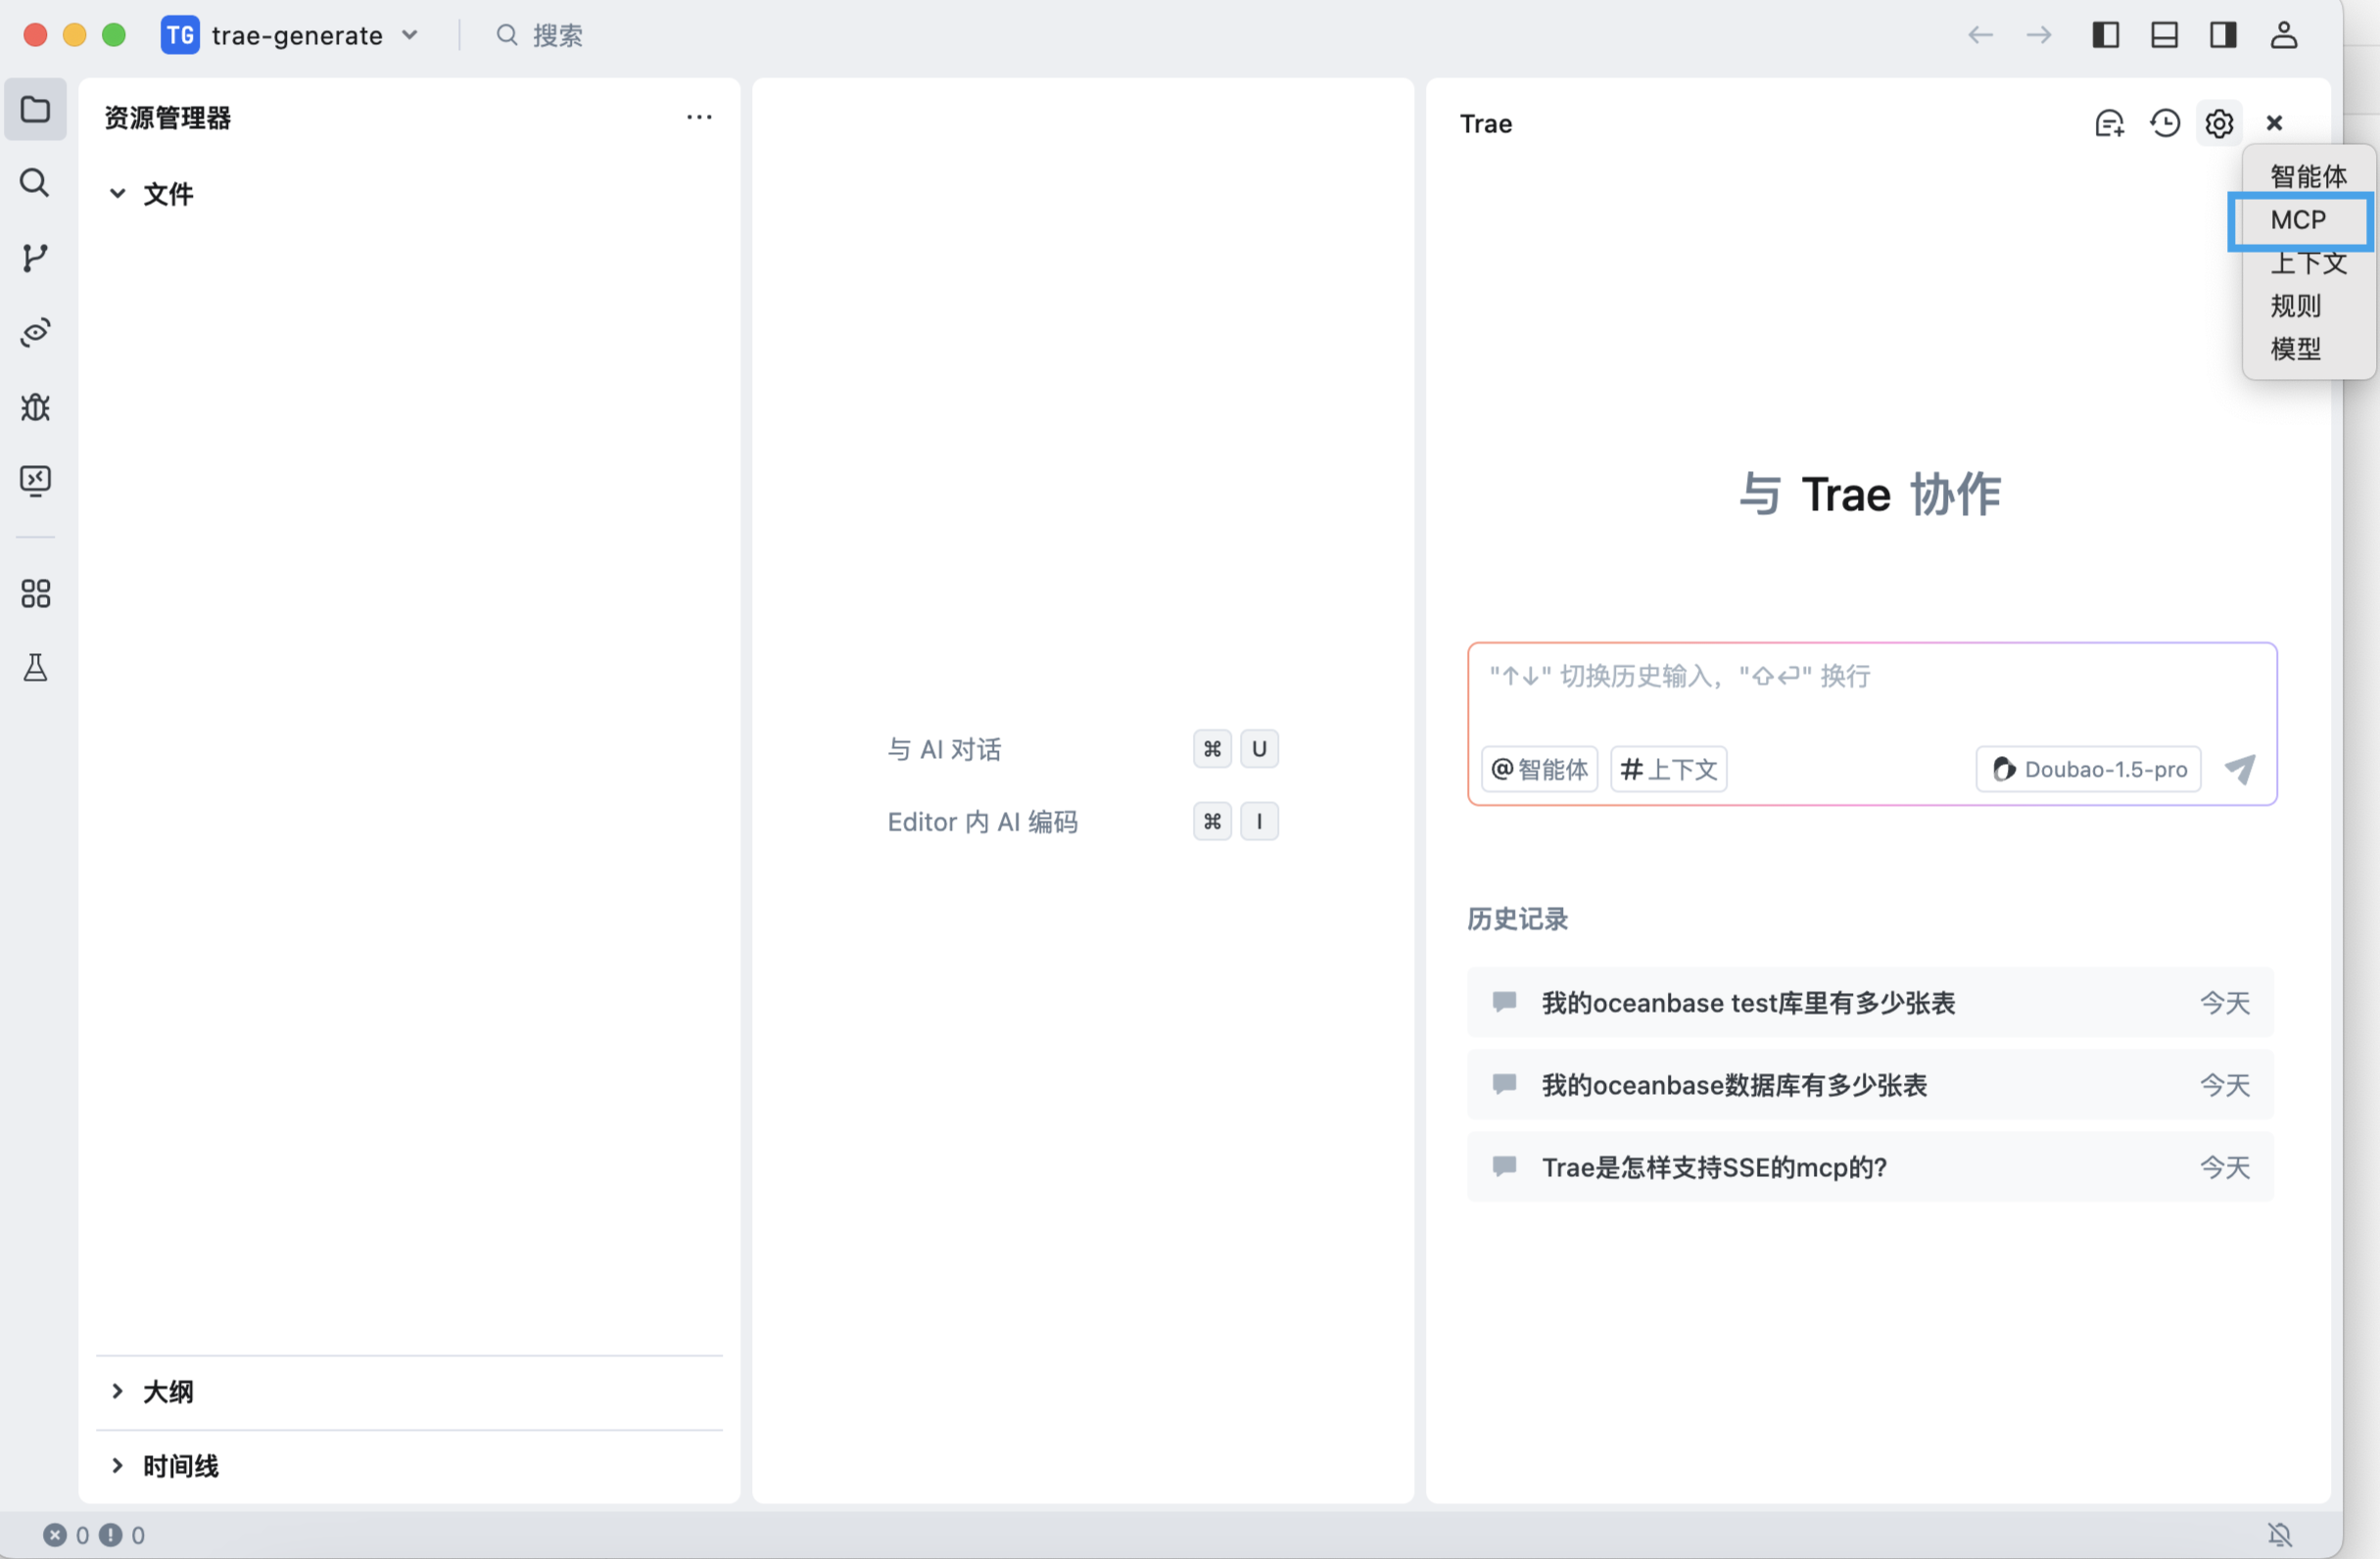 TG trae-generate 搜索
资源管理器 ...
文件
大纲
时间线
与 AI 对话 ⌘ U
Editor 内 AI 编码 ⌘ I
Trae
智能体
MCP
上下文
规则
模型
与 Trae 协作
"↑↓" 切换历史输入，"⇧⏎" 换行
@智能体 #上下文 Doubao-1.5-pro
历史记录
我的oceanbase test库里有多少张表 今天
我的oceanbase数据库有多少张表 今天
Trae是怎样支持SSE的mcp的? 今天
0 0